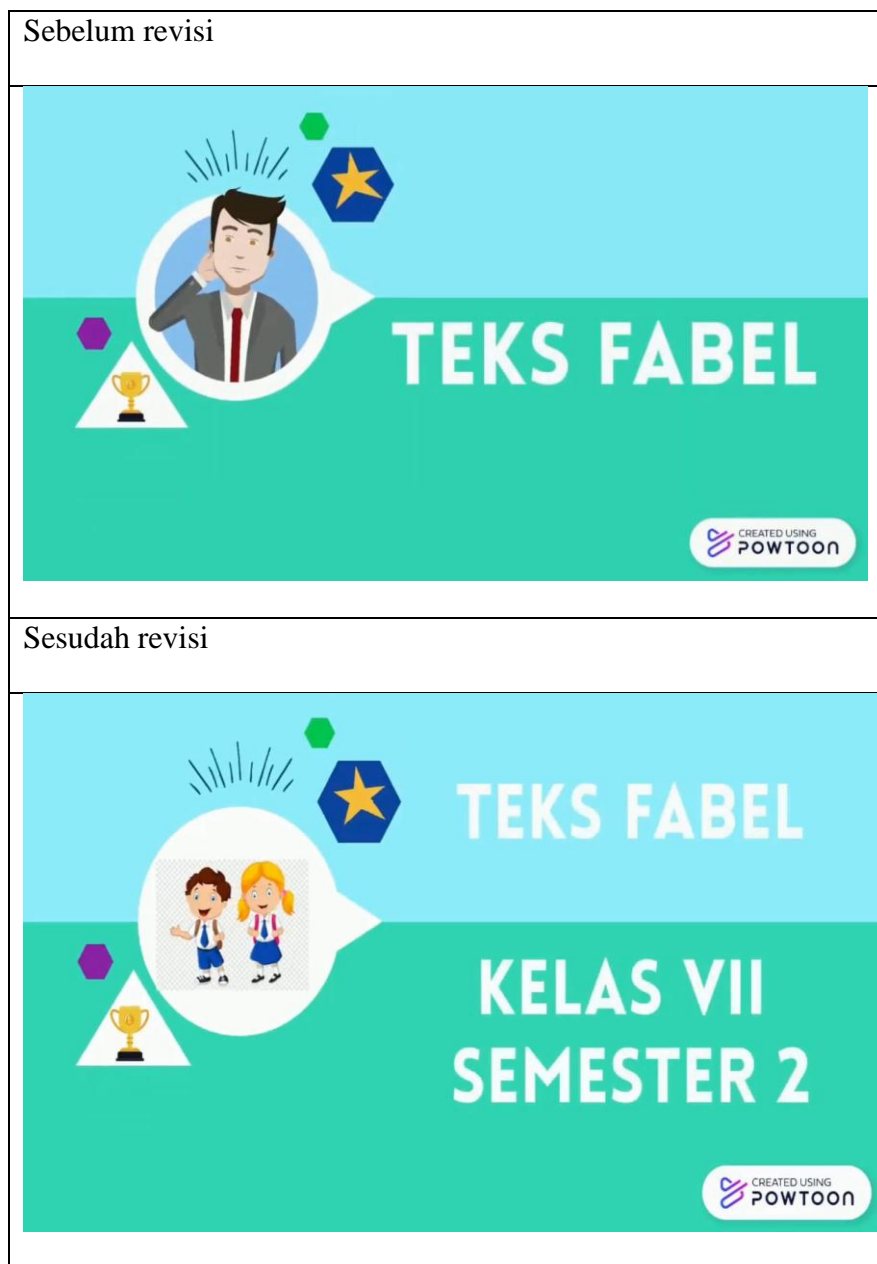 Sebelum revisi
TEKS FABEL
CREATED USING
POWTOON
Sesudah revisi
TEKS FABEL
KELAS VII
SEMESTER 2
CREATED USING
POWTOON